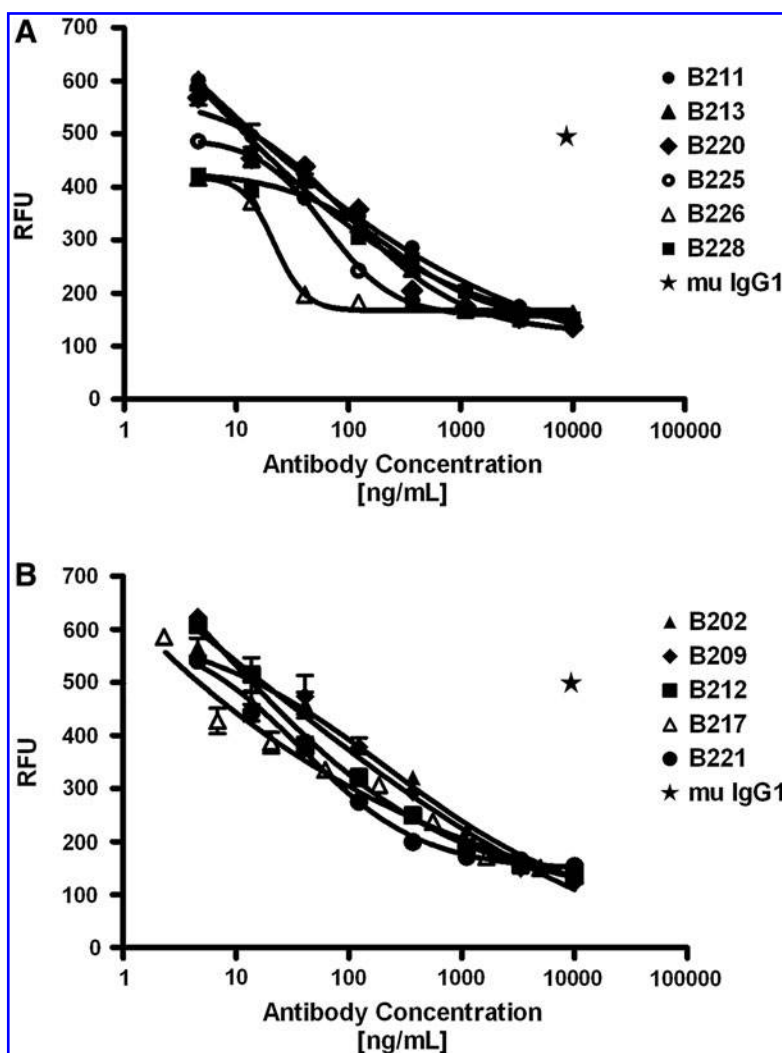 A
700
600
500
400
300
200
100
0
RFU
1
10
100
1000
10000
100000
Antibody Concentration
[ng/mL]
B211
B213
B220
B225
B226
B228
mu IgG1
B
700
600
500
400
300
200
100
0
RFU
1
10
100
1000
10000
100000
Antibody Concentration
[ng/mL]
B202
B209
B212
B217
B221
mu IgG1